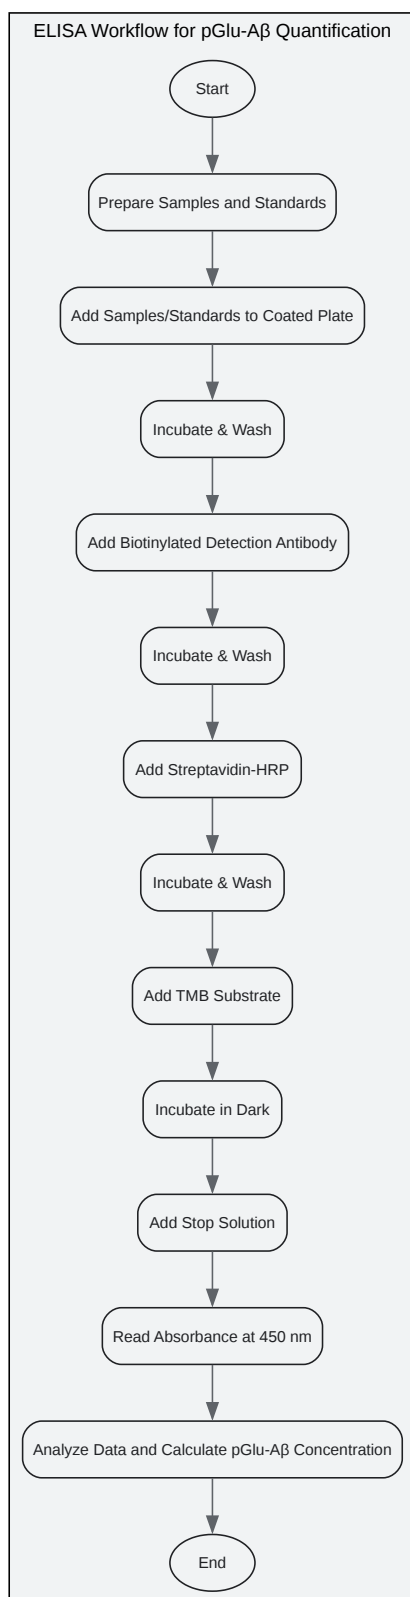 ELISA Workflow for pGlu-Aβ Quantification
Start
Prepare Samples and Standards
Add Samples/Standards to Coated Plate
Incubate & Wash
Add Biotinylated Detection Antibody
Incubate & Wash
Add Streptavidin-HRP
Incubate & Wash
Add TMB Substrate
Incubate in Dark
Add Stop Solution
Read Absorbance at 450 nm
Analyze Data and Calculate pGlu-Aβ Concentration
End